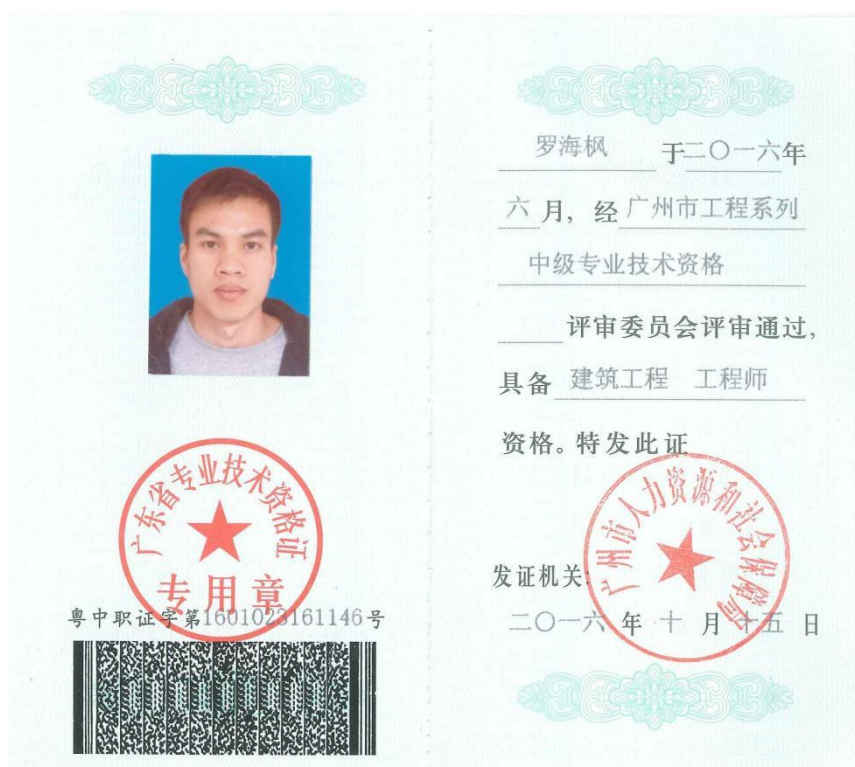 广东省专业技术资格证
专用章
粤中职证字第1601023161146号
罗海枫 于二〇一六年
六月，经广州市工程系列
中级专业技术资格
评审委员会评审通过，
具备 建筑工程 工程师
资格。特发此证
广州市人力资源和社会保障局
发证机关：
二〇一六 年 十 月 十五 日